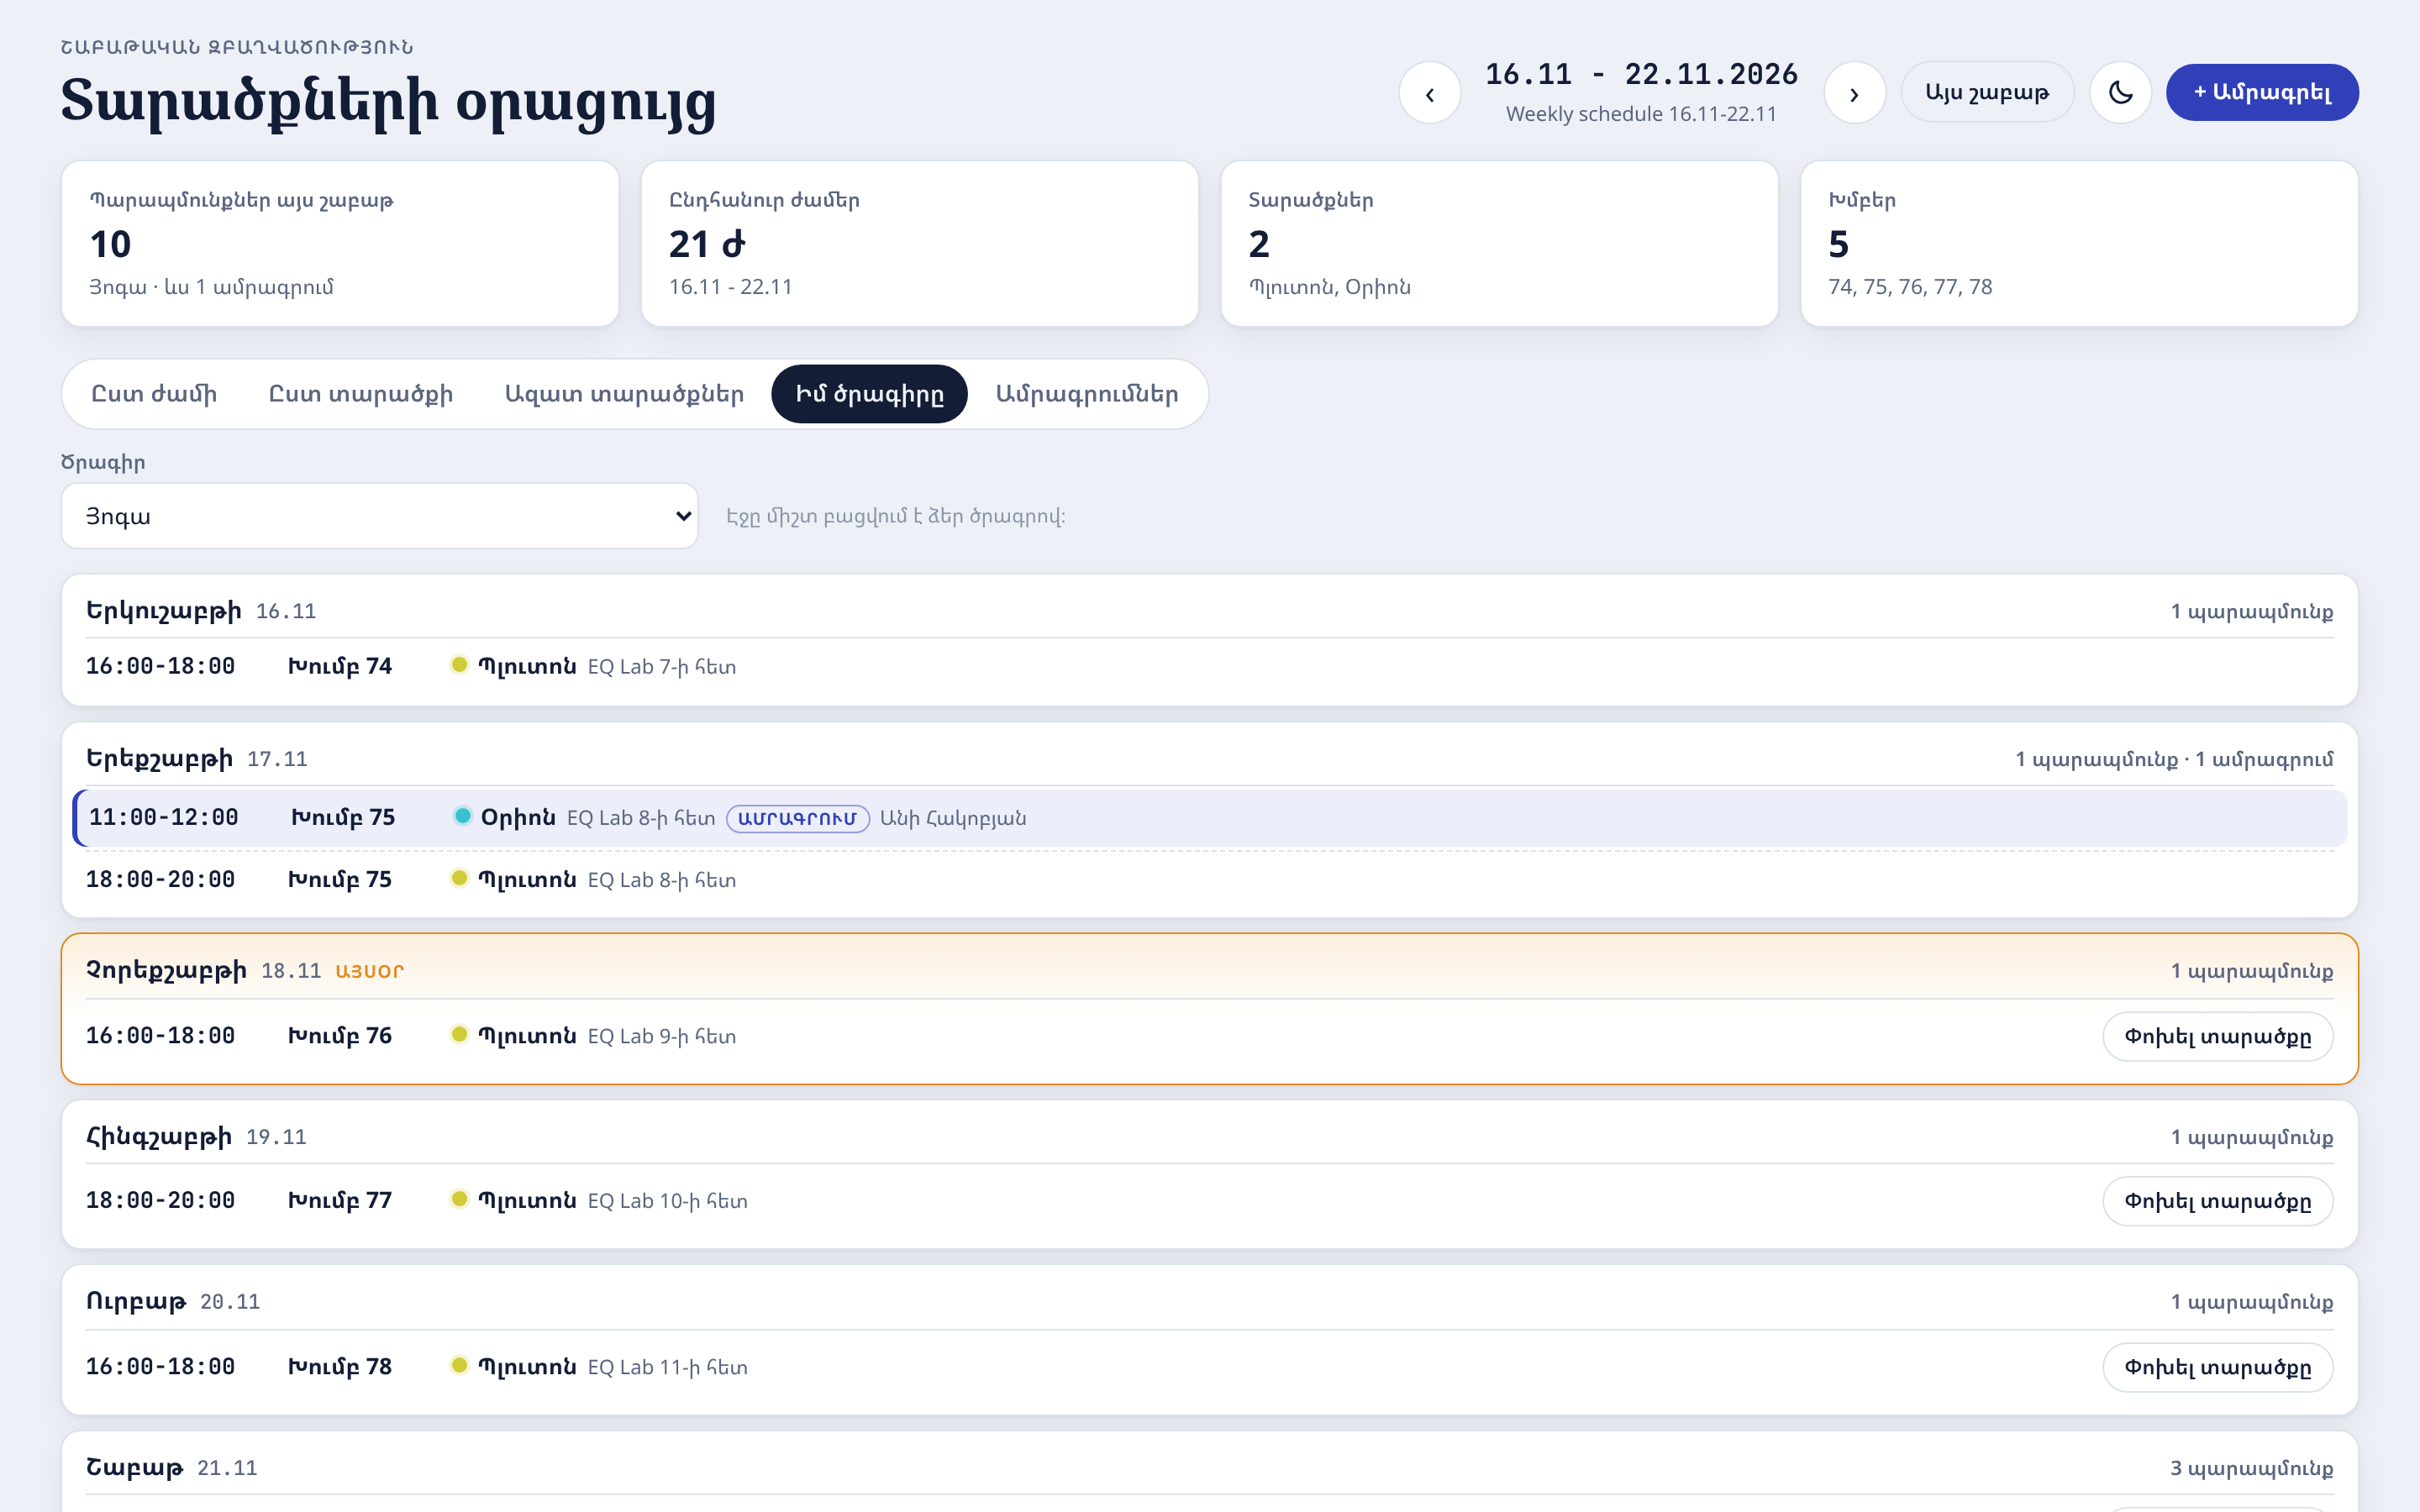 ՇԱԲԱԹԱԿԱՆ ԶԲԱՂՎԱԾՈՒԹՅՈՒՆ
Տարածքների օրացույց
‹
16.11 - 22.11.2026
Weekly schedule 16.11-22.11
›
Այս շաբաթ
+ Ամրագրել
Պարապմունքներ այս շաբաթ
10
Յոգա · ևս 1 ամրագրում
Ընդհանուր ժամեր
21 ժ
16.11 - 22.11
Տարածքներ
2
Պլուտոն, Օրիոն
Խմբեր
5
74, 75, 76, 77, 78
Ըստ ժամի Ըստ տարածքի Ազատ տարածքներ Իմ ծրագիրը Ամրագրումներ
Ծրագիր
Յոգա
Էջը միշտ բացվում է ձեր ծրագրով։
Երկուշաբթի 16.11 1 պարապմունք
16:00-18:00 Խումբ 74 Պլուտոն EQ Lab 7-ի հետ
Երեքշաբթի 17.11 1 պարապմունք · 1 ամրագրում
11:00-12:00 Խումբ 75 Օրիոն EQ Lab 8-ի հետ ԱՄՐԱԳՐՈՒՄ Անի Հակոբյան
18:00-20:00 Խումբ 75 Պլուտոն EQ Lab 8-ի հետ
Չորեքշաբթի 18.11 ԱՅՍՕՐ 1 պարապմունք
16:00-18:00 Խումբ 76 Պլուտոն EQ Lab 9-ի հետ Փոխել տարածքը
Հինգշաբթի 19.11 1 պարապմունք
18:00-20:00 Խումբ 77 Պլուտոն EQ Lab 10-ի հետ Փոխել տարածքը
Ուրբաթ 20.11 1 պարապմունք
16:00-18:00 Խումբ 78 Պլուտոն EQ Lab 11-ի հետ Փոխել տարածքը
Շաբաթ 21.11 3 պարապմունք